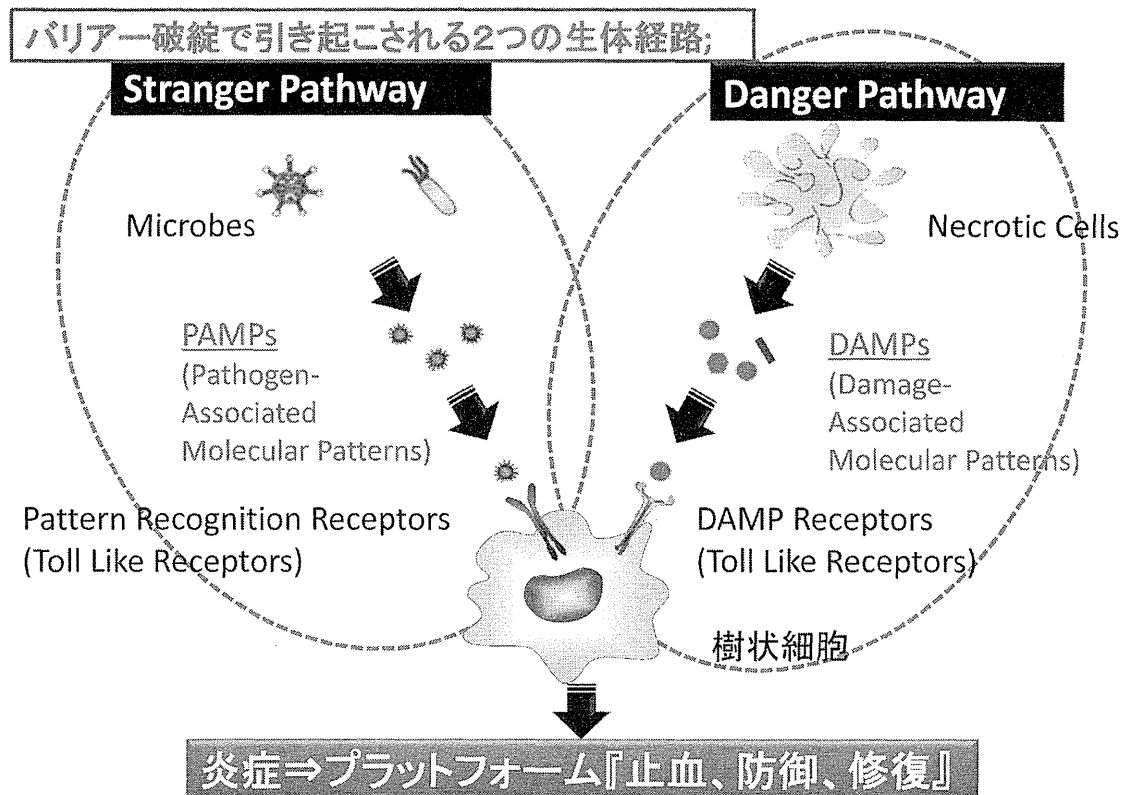 バリアー破綻で引き起こされる2つの生体経路;
Stranger Pathway
Danger Pathway
Microbes
Necrotic Cells
PAMPs
(Pathogen-
Associated
Molecular Patterns)
DAMPs
(Damage-
Associated
Molecular Patterns)
Pattern Recognition Receptors
(Toll Like Receptors)
DAMP Receptors
(Toll Like Receptors)
樹状細胞
炎症⇒プラットフォーム『止血、防御、修復』